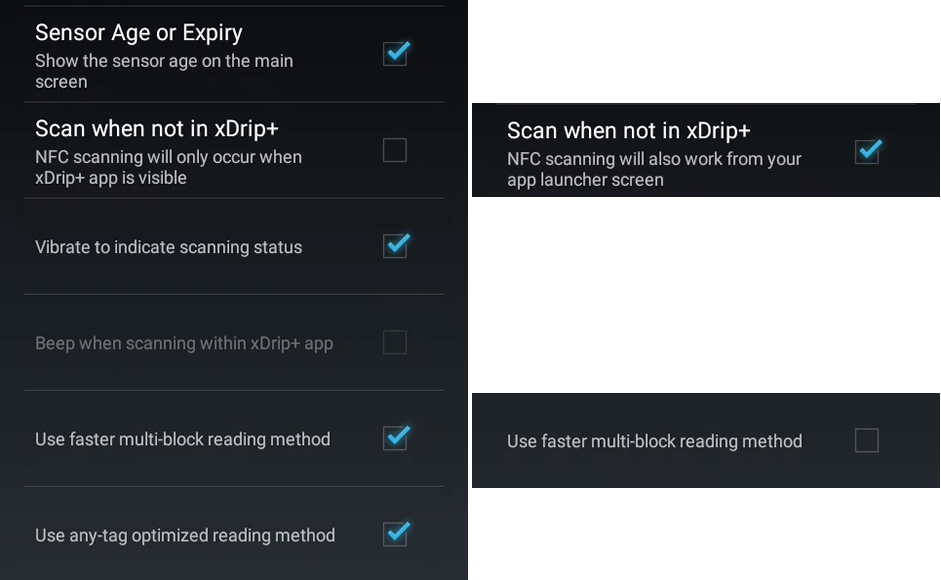 Sensor Age or Expiry
Show the sensor age on the main
screen
Scan when not in xDrip+
NFC scanning will only occur when
xDrip+ app is visible
Vibrate to indicate scanning status
Beep when scanning within xDrip+ app
Use faster multi-block reading method
Use any-tag optimized reading method
Scan when not in xDrip+
NFC scanning will also work from your
app launcher screen
Use faster multi-block reading method